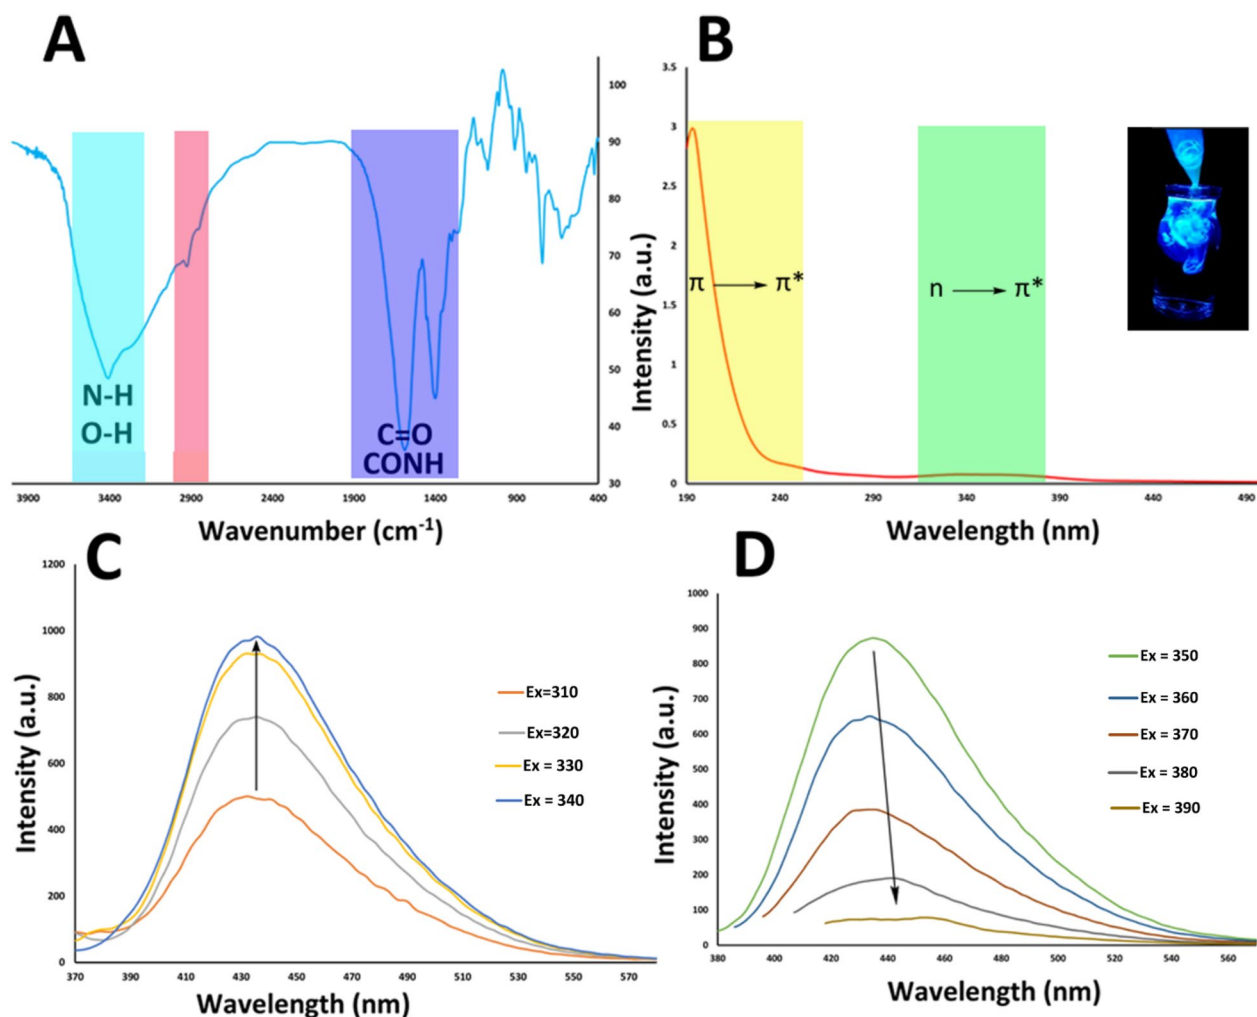 A
100
90
80
70
60
50
40
30
N-H
O-H
C=O
CONH
3900 3400 2900 2400 1900 1400 900 400
Wavenumber (cm-1)
B
Intensity (a.u.)
3.5
3
2.5
2
1.5
1
0.5
0
π → π*
n → π*
190 240 290 340 390 440 490
Wavelength (nm)
C
Intensity (a.u.)
1200
1000
800
600
400
200
0
Ex=310
Ex=320
Ex = 330
Ex = 340
370 390 410 430 450 470 490 510 530 550 570
Wavelength (nm)
D
Intensity (a.u.)
1000
900
800
700
600
500
400
300
200
100
0
Ex = 350
Ex = 360
Ex = 370
Ex = 380
Ex = 390
380 400 420 440 460 480 500 520 540 560
Wavelength (nm)